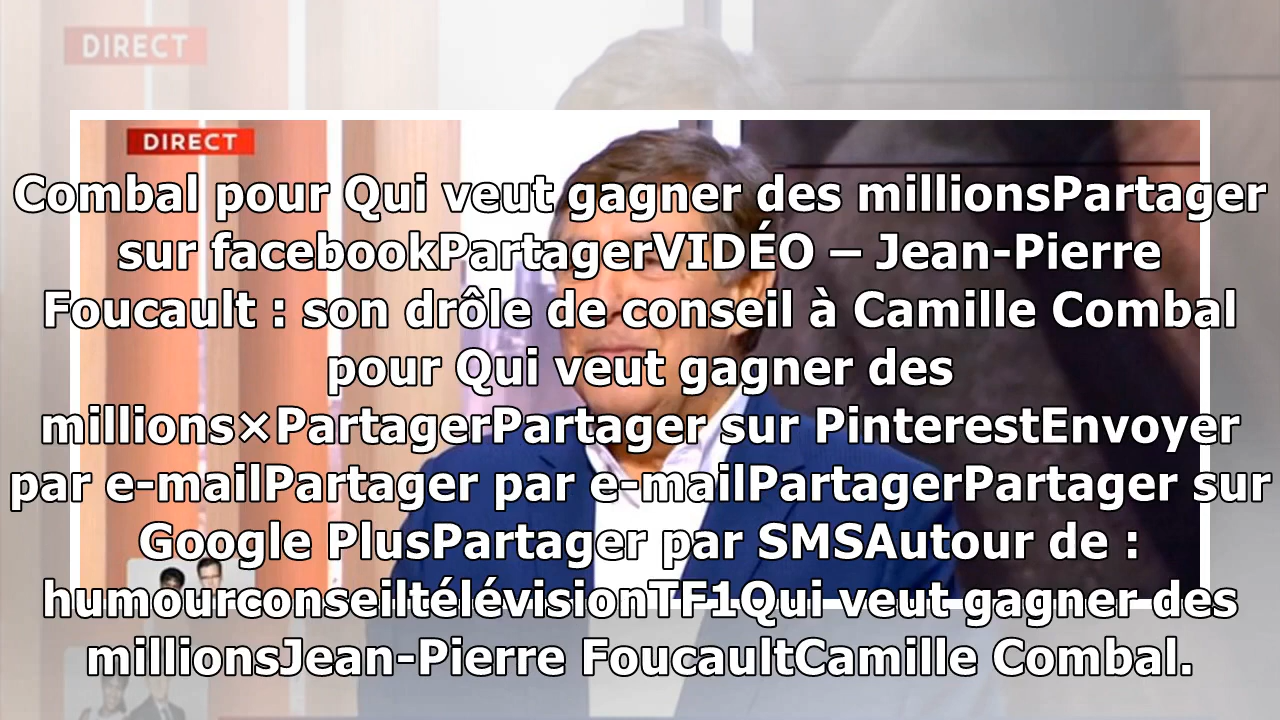 DIRECT
DIRECT
Combal pour Qui veut gagner des millionsPartager
sur facebookPartagerVIDÉO – Jean-Pierre
Foucault : son drôle de conseil à Camille Combal
pour Qui veut gagner des
millions×PartagerPartager sur PinterestEnvoyer
par e-mailPartager par e-mailPartagerPartager sur
Google PlusPartager par SMSAutour de :
humourconseiltélévisionTF1Qui veut gagner des
millionsJean-Pierre FoucaultCamille Combal.